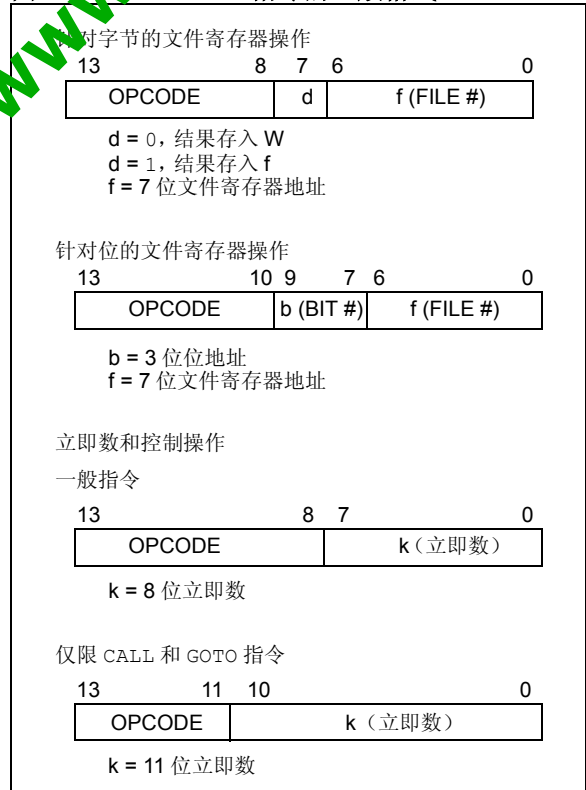 针对字节的文件寄存器操作
13 8 7 6 0
OPCODE d f (FILE #)
d = 0, 结果存入 W
d = 1, 结果存入 f
f = 7 位文件寄存器地址
针对位的文件寄存器操作
13 10 9 7 6 0
OPCODE b (BIT #) f (FILE #)
b = 3 位位地址
f = 7 位文件寄存器地址
立即数和控制操作
一般指令
13 8 7 0
OPCODE k（立即数）
k = 8 位立即数
仅限 CALL 和 GOTO 指令
13 11 10 0
OPCODE k （立即数）
k = 11 位立即数